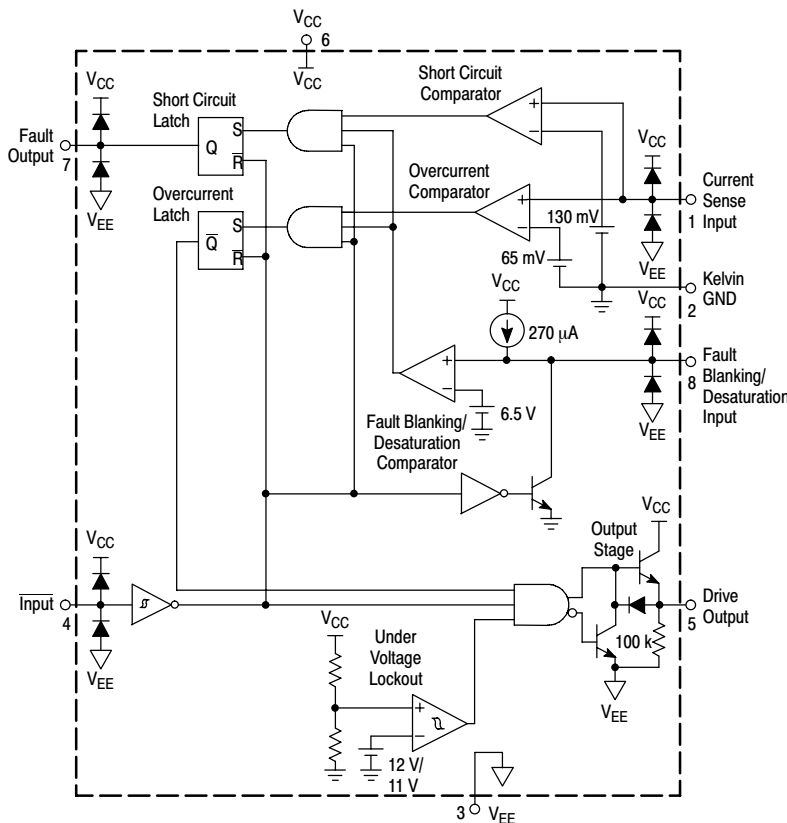 VCC
6
VCC
VCC
Short Circuit
Latch
Short Circuit
Comparator
Fault
Output
7
S
Q
R̅
VCC
VEE
Overcurrent
Latch
Overcurrent
Comparator
Current
Sense
Input
1
S
Q̅
R̅
130 mV
65 mV
VEE
VCC
Kelvin
GND
2
VCC
270 µA
Fault
Blanking/
Desaturation
Input
8
6.5 V
VEE
Fault Blanking/
Desaturation
Comparator
VCC
Output
Stage
VCC
I̅n̅p̅u̅t̅
4
Drive
Output
5
100 k
VEE
VCC
Under
Voltage
Lockout
VEE
12 V/
11 V
3
VEE
+
−
+
−
+
−
+
−